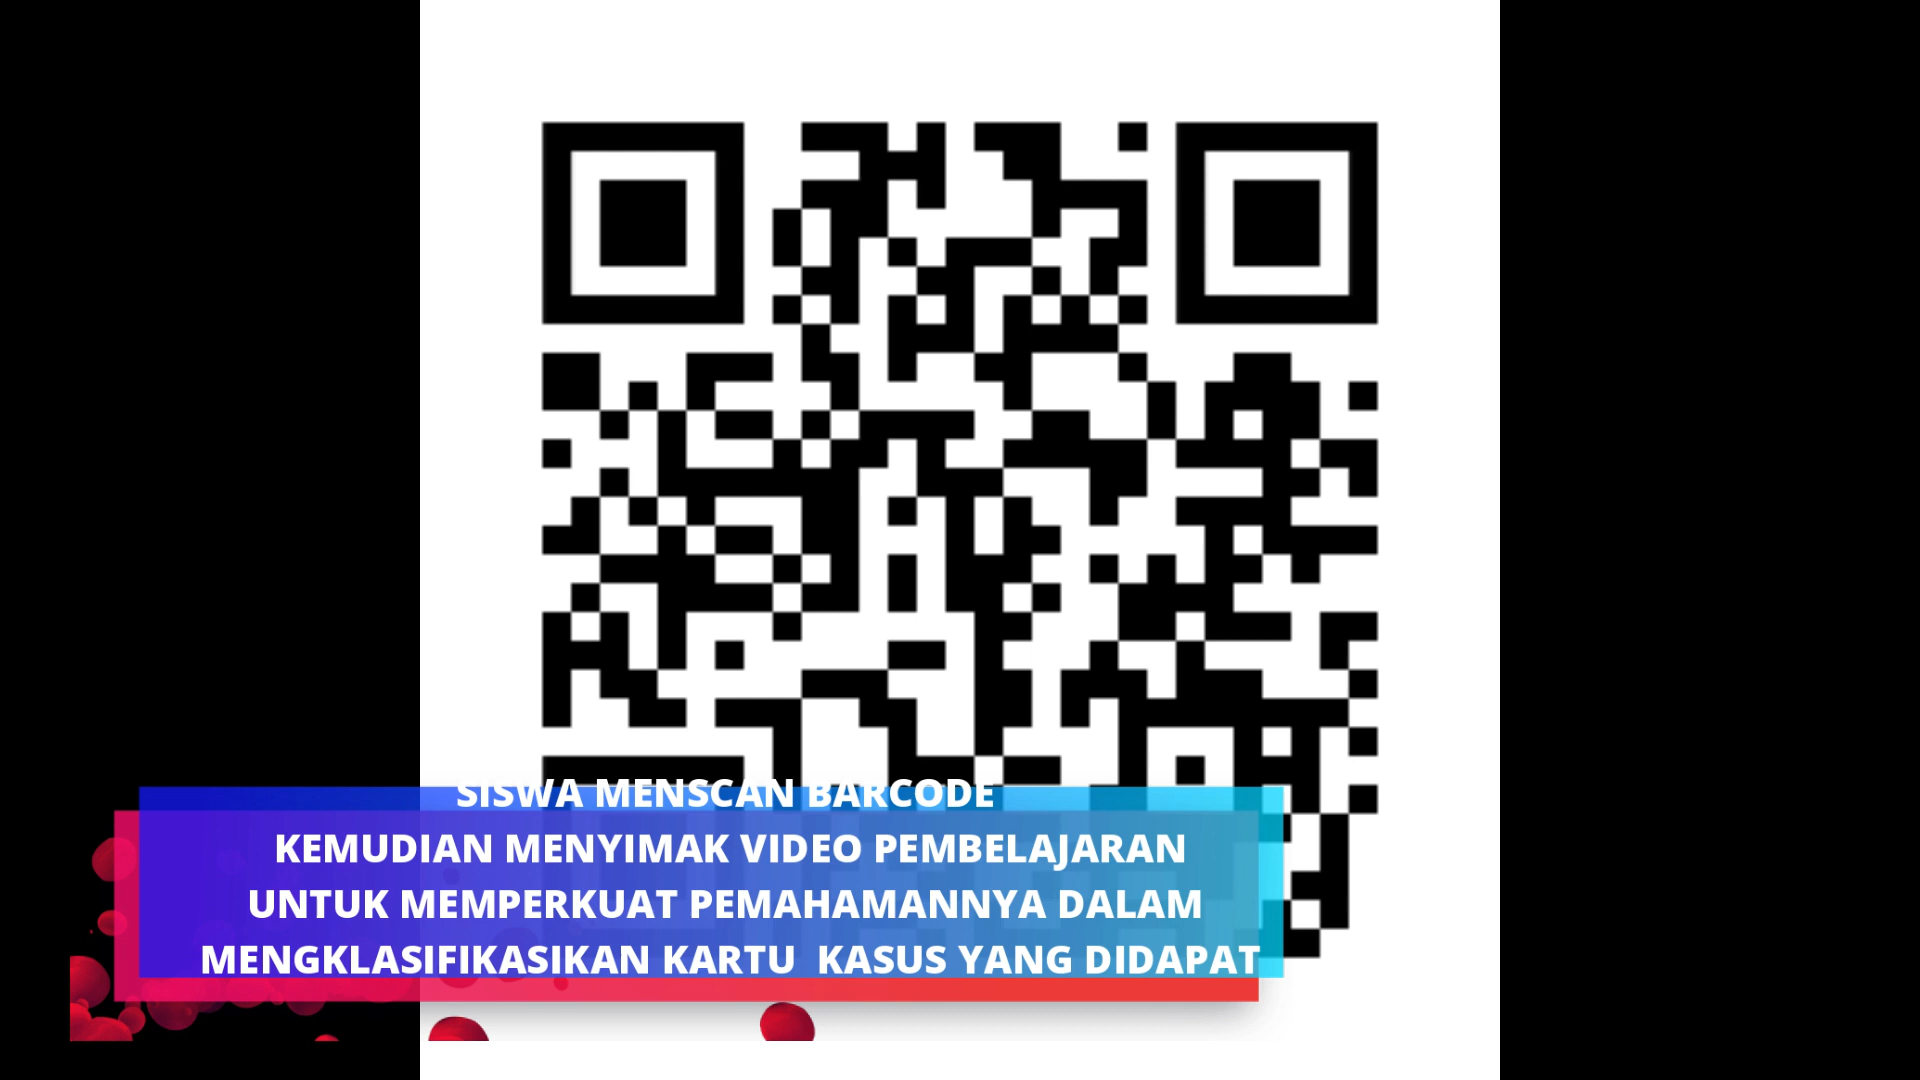 SISWA MENSCAN BARCODE
KEMUDIAN MENYIMAK VIDEO PEMBELAJARAN
UNTUK MEMPERKUAT PEMAHAMANNYA DALAM
MENGKLASIFIKASIKAN KARTU  KASUS YANG DIDAPAT